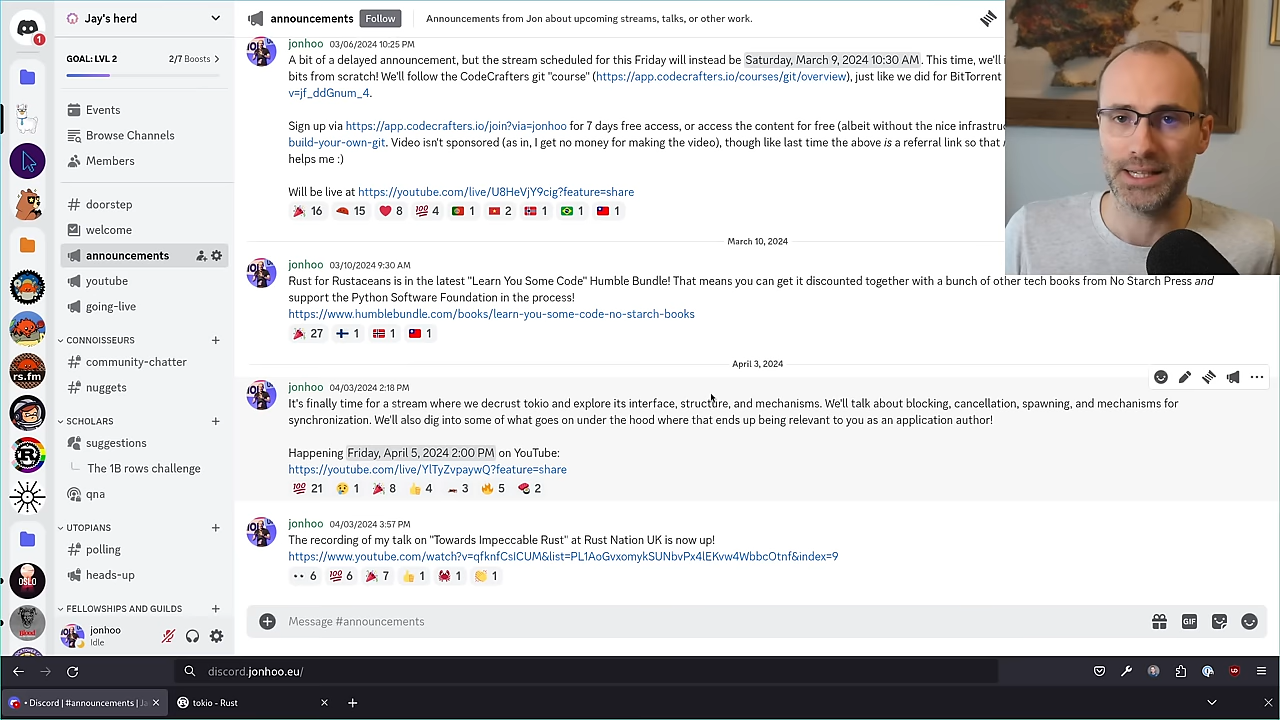 Jay's herd
announcements
Follow
Announcements from Jon about upcoming streams, talks, or other work.
1
GOAL: LVL 2
2/7 Boosts
Events
Browse Channels
Members
doorstep
welcome
announcements
youtube
going-live
CONNOISSEURS
community-chatter
nuggets
SCHOLARS
suggestions
The 1B rows challenge
qna
UTOPIANS
polling
heads-up
FELLOWSHIPS AND GUILDS
jonhoo
Idle
rs.fm
OSLO
jonhoo 03/06/2024 10:25 PM
A bit of a delayed announcement, but the stream scheduled for this Friday will instead be Saturday, March 9, 2024 10:30 AM. This time, we'll i
bits from scratch! We'll follow the CodeCrafters git "course" (https://app.codecrafters.io/courses/git/overview), just like we did for BitTorrent
v=jf_ddGnum_4.
Sign up via https://app.codecrafters.io/join?via=jonhoo for 7 days free access, or access the content for free (albeit without the nice infrastruc
build-your-own-git. Video isn't sponsored (as in, I get no money for making the video), though like last time the above is a referral link so that
helps me :)
Will be live at https://youtube.com/live/U8HeVjY9cig?feature=share
16 15 8 4 1 2 1 1 1
March 10, 2024
jonhoo 03/10/2024 9:30 AM
Rust for Rustaceans is in the latest "Learn You Some Code" Humble Bundle! That means you can get it discounted together with a bunch of other tech books from No Starch Press and
support the Python Software Foundation in the process!
https://www.humblebundle.com/books/learn-you-some-code-no-starch-books
27 1 1 1
April 3, 2024
jonhoo 04/03/2024 2:18 PM
It's finally time for a stream where we decrust tokio and explore its interface, structure, and mechanisms. We'll talk about blocking, cancellation, spawning, and mechanisms for
synchronization. We'll also dig into some of what goes on under the hood where that ends up being relevant to you as an application author!
Happening Friday, April 5, 2024 2:00 PM on YouTube:
https://youtube.com/live/YlTyZvpaywQ?feature=share
21 1 8 4 3 5 2
jonhoo 04/03/2024 3:57 PM
The recording of my talk on "Towards Impeccable Rust" at Rust Nation UK is now up!
https://www.youtube.com/watch?v=qfknfCsICUM&list=PL1AoGvxomykSUNbvPx4lEKvw4WbbcOtnf&index=9
6 6 7 1 1 1
Message #announcements
GIF
discord.jonhoo.eu/
• Discord | #announcements | Ja
tokio - Rust